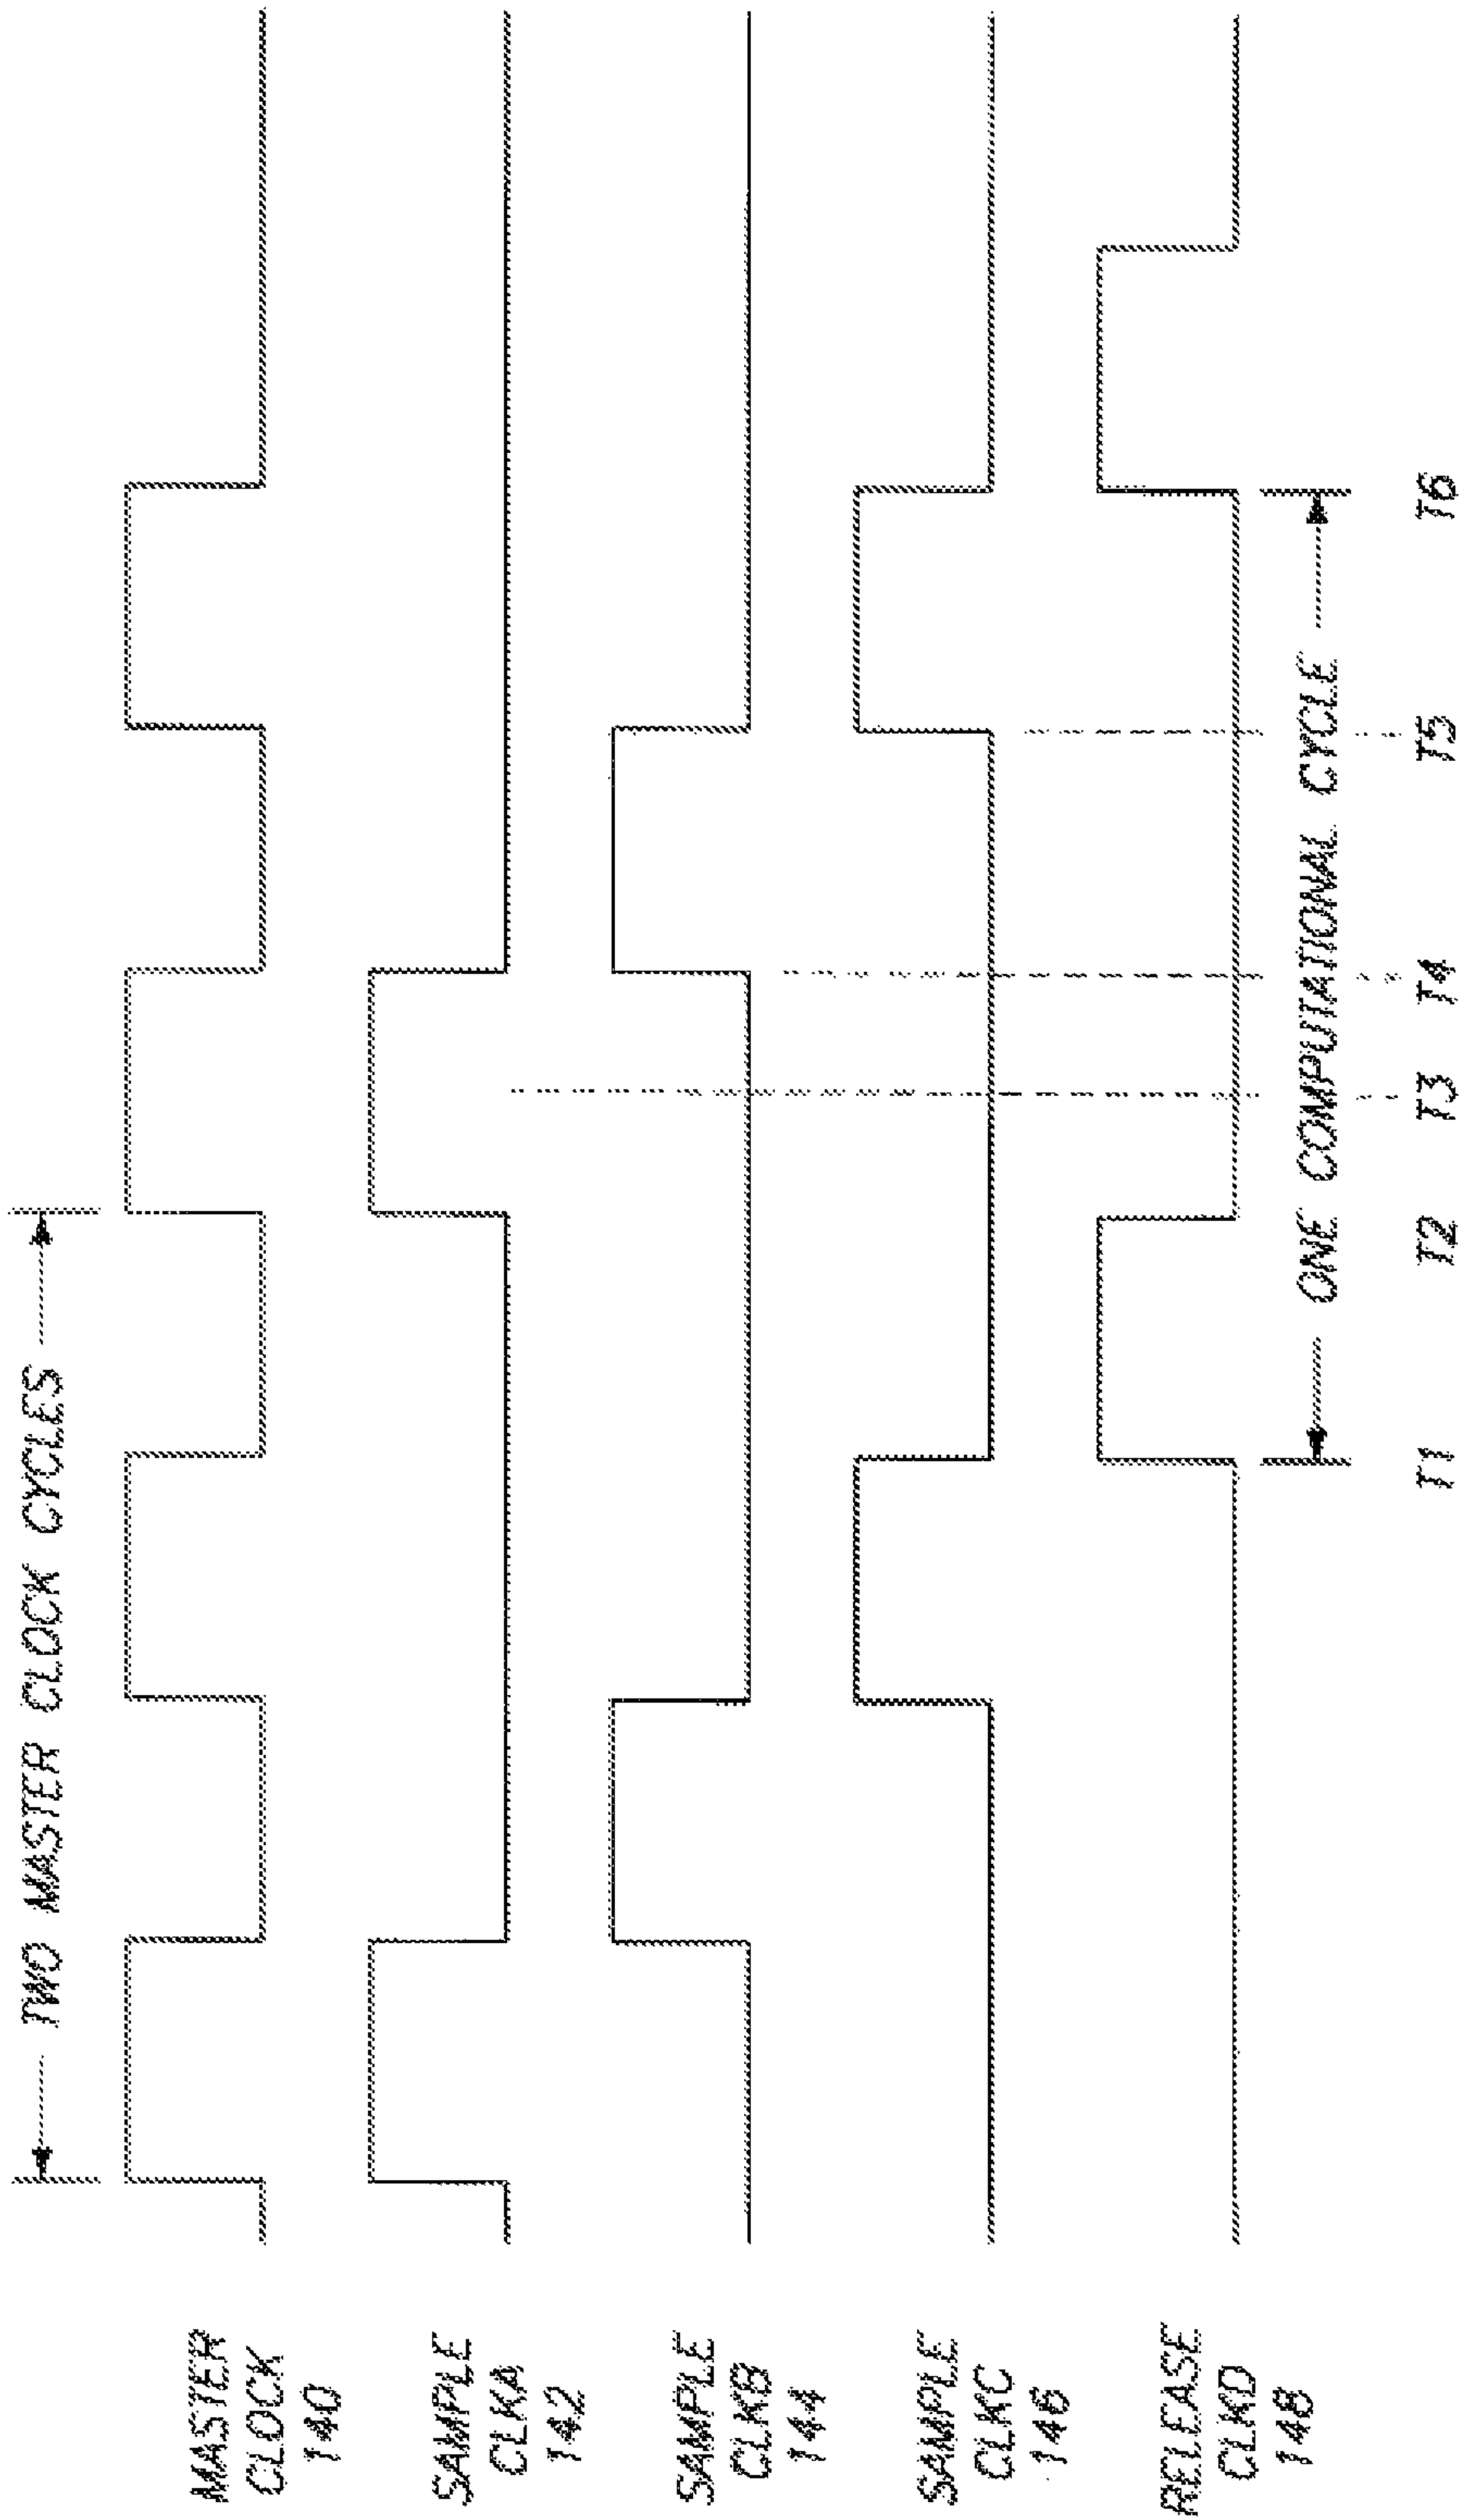 TWO MASTER CLOCK CYCLES
MASTER
CLOCK
140
SAMPLE
CLKA
142
SAMPLE
CLKB
144
SAMPLE
CLKC
146
RELEASE
CLKD
148
ONE COMPUTATIONAL CYCLE
T1 T2 T3 T4 T5 T6